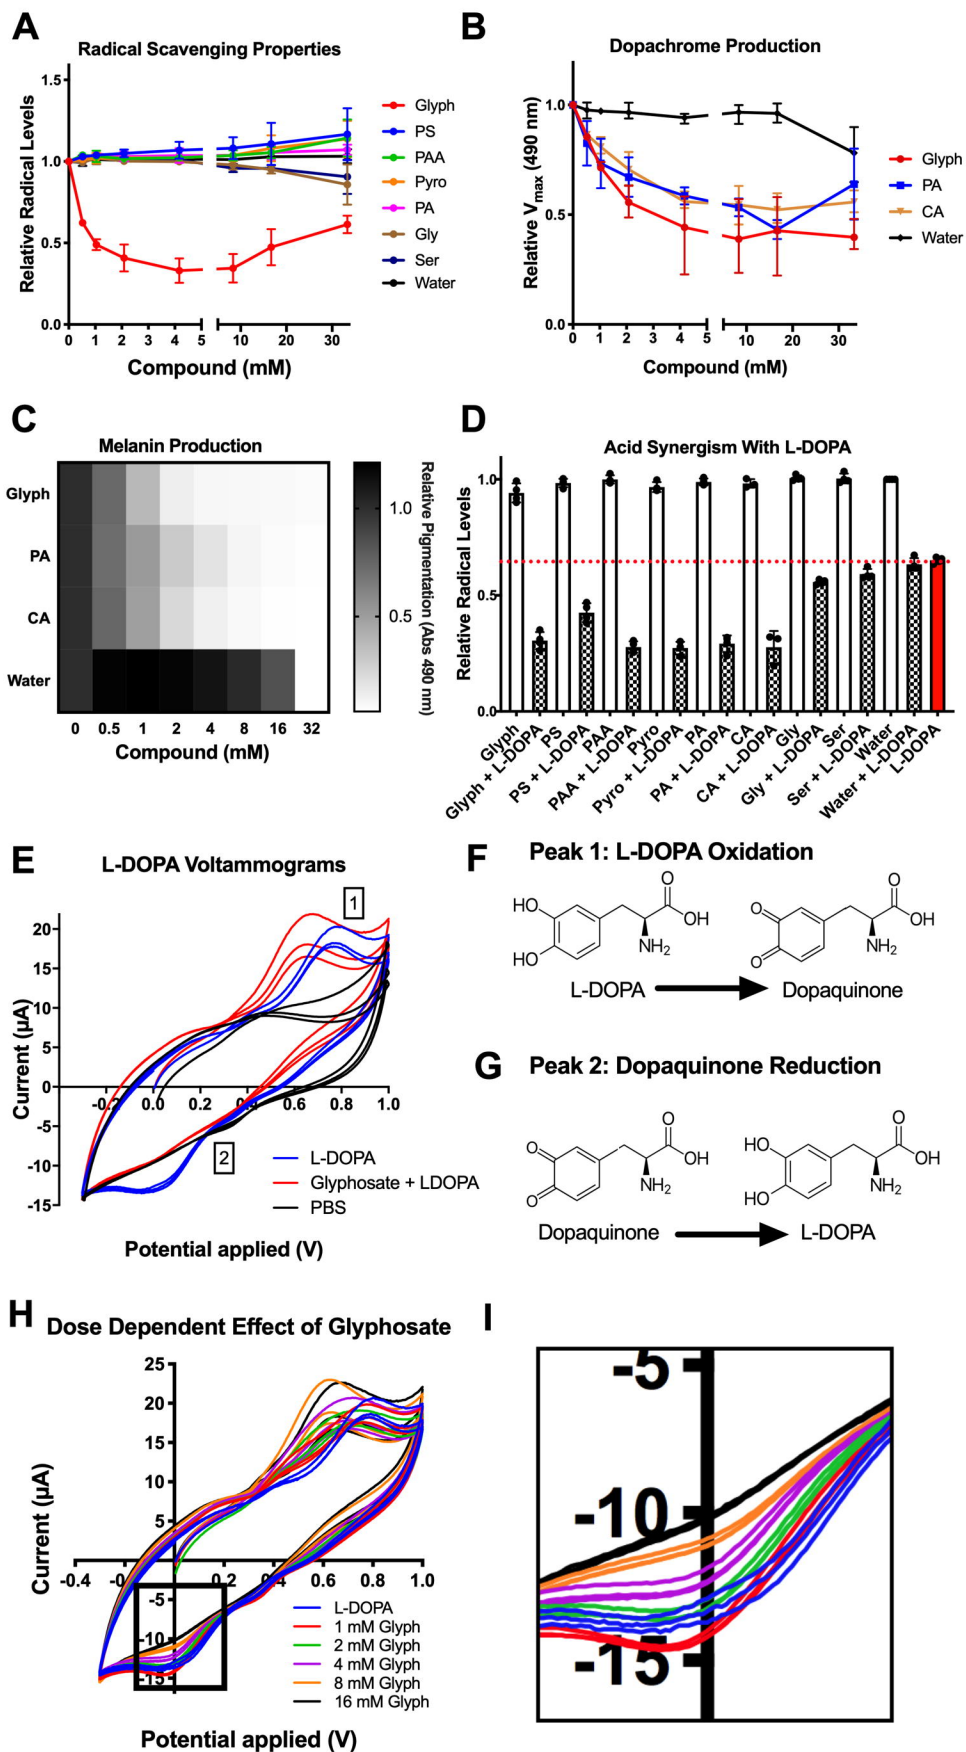 A
Radical Scavenging Properties
Relative Radical Levels
1.5
1.0
0.5
0.0
0 1 2 3 4 5 10 20 30
Compound (mM)
Glyph
PS
PAA
Pyro
PA
Gly
Ser
Water
B
Dopachrome Production
Relative Vmax (490 nm)
1.0
0.5
0.0
0 1 2 3 4 5 10 20 30
Compound (mM)
Glyph
PA
CA
Water
C
Melanin Production
Glyph
PA
CA
Water
0 0.5 1 2 4 8 16 32
Compound (mM)
1.0
0.5
Relative Pigmentation (Abs 490 nm)
D
Acid Synergism With L-DOPA
Relative Radical Levels
1.0
0.5
0.0
Glyph
Glyph + L-DOPA
PS
PS + L-DOPA
PAA
PAA + L-DOPA
Pyro
Pyro + L-DOPA
PA
PA + L-DOPA
CA
CA + L-DOPA
Gly
Gly + L-DOPA
Ser
Ser + L-DOPA
Water
Water + L-DOPA
L-DOPA
E
L-DOPA Voltammograms
Current (µA)
20
15
10
5
0
-5
-10
-15
-0.2 0.0 0.2 0.4 0.6 0.8 1.0
1
2
L-DOPA
Glyphosate + LDOPA
PBS
Potential applied (V)
F
Peak 1: L-DOPA Oxidation
HO
HO
O
OH
NH2
O
O
O
OH
NH2
L-DOPA
Dopaquinone
G
Peak 2: Dopaquinone Reduction
O
O
O
OH
NH2
HO
HO
O
OH
NH2
Dopaquinone
L-DOPA
H
Dose Dependent Effect of Glyphosate
Current (µA)
25
20
15
10
5
-5
-10
-15
-0.4 -0.2 0.2 0.4 0.6 0.8 1.0
L-DOPA
1 mM Glyph
2 mM Glyph
4 mM Glyph
8 mM Glyph
16 mM Glyph
Potential applied (V)
I
-5
-10
-15